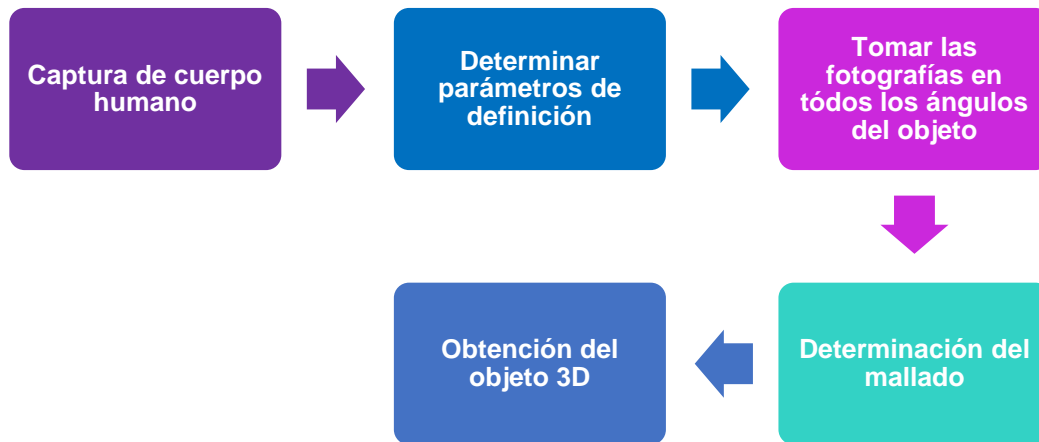 Captura de cuerpo
humano
Determinar
parámetros de
definición
Tomar las
fotografías en
tódos los ángulos
del objeto
Determinación del
mallado
Obtención del
objeto 3D